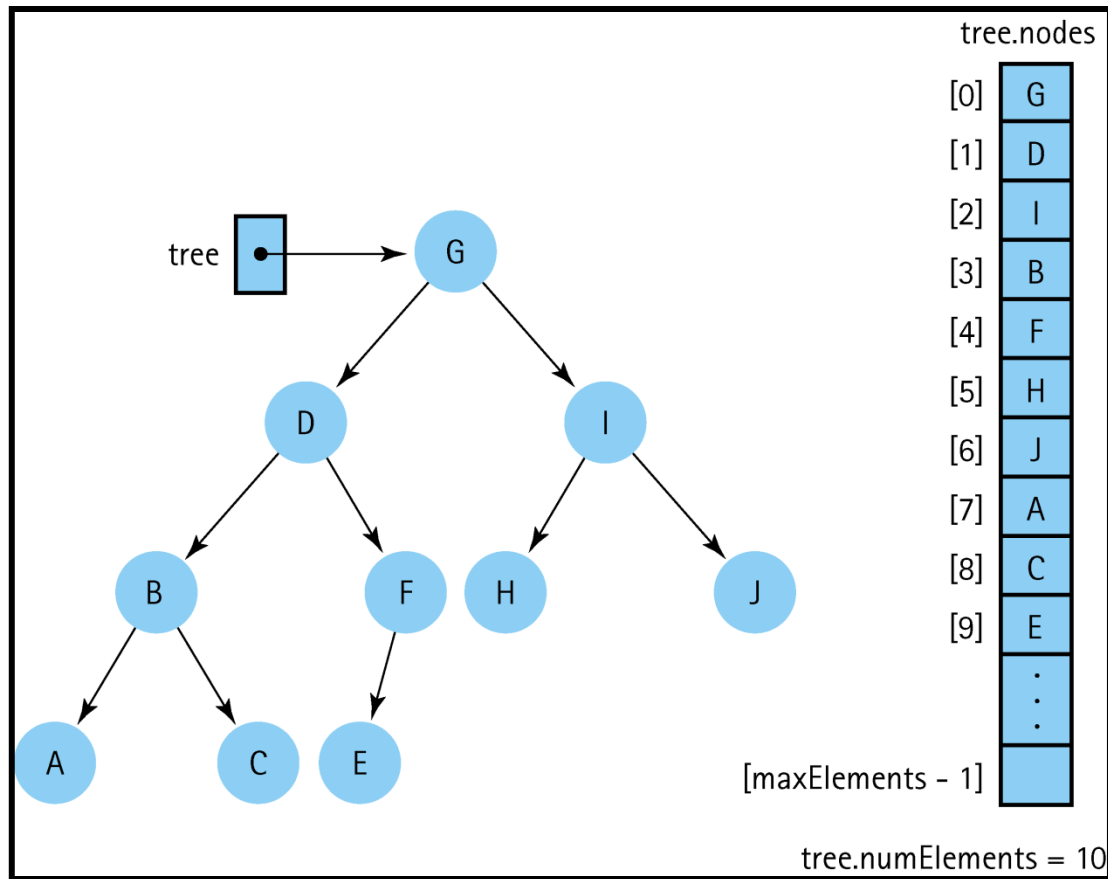 tree.nodes
[0] G
[1] D
[2] I
tree G
[3] B
[4] F
[5] H
D I
[6] J
[7] A
[8] C
B F H J
[9] E
A C E
[maxElements - 1]
tree.numElements = 10